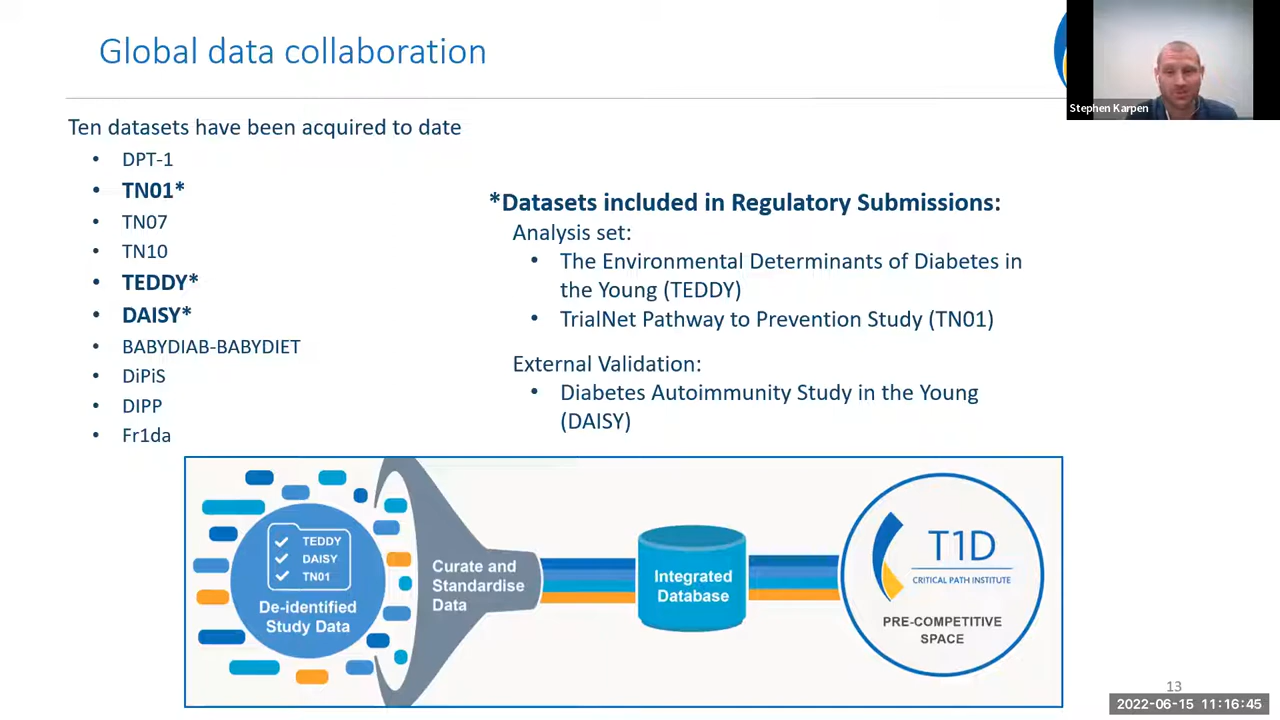 Global data collaboration
Stephen Karpen
Ten datasets have been acquired to date
• DPT-1
• TN01*
• TN07
• TN10
• TEDDY*
• DAISY*
• BABYDIAB-BABYDIET
• DiPiS
• DIPP
• Fr1da
*Datasets included in Regulatory Submissions:
Analysis set:
• The Environmental Determinants of Diabetes in
the Young (TEDDY)
• TrialNet Pathway to Prevention Study (TN01)
External Validation:
• Diabetes Autoimmunity Study in the Young
(DAISY)
TEDDY
DAISY
TN01
De-identified
Study Data
Curate and
Standardise
Data
Integrated
Database
T1D
CRITICAL PATH INSTITUTE
PRE-COMPETITIVE
SPACE
13
2022-06-15 11:16:45